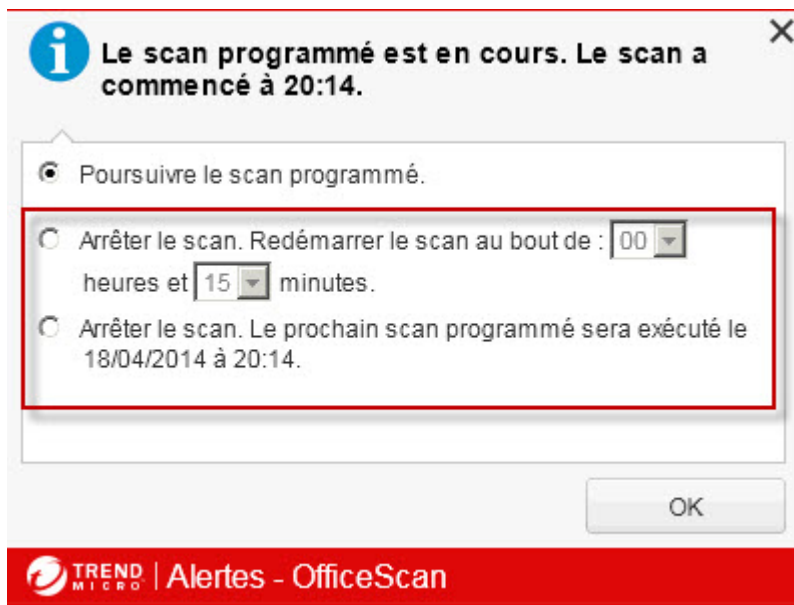 Le scan programmé est en cours. Le scan a
commencé à 20:14.
Poursuivre le scan programmé.
Arrêter le scan. Redémarrer le scan au bout de : 00
heures et 15 minutes.
Arrêter le scan. Le prochain scan programmé sera exécuté le
18/04/2014 à 20:14.
OK
TREND MICRO | Alertes - OfficeScan